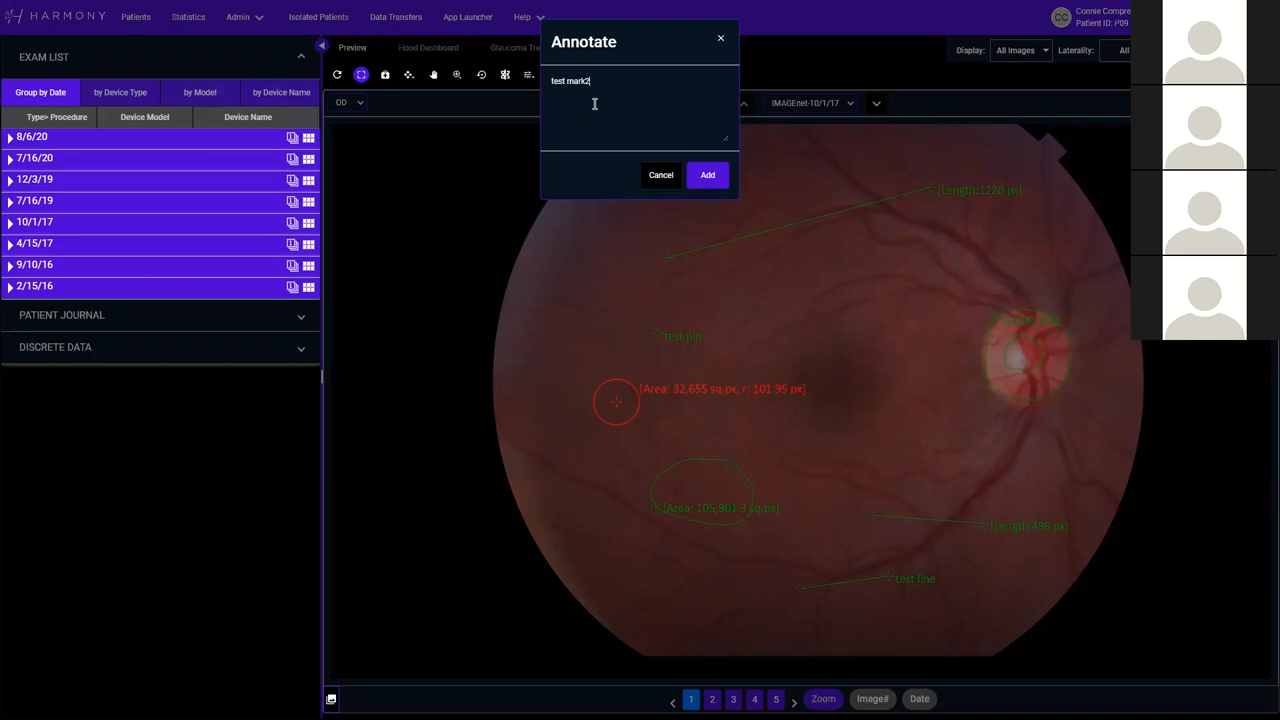 HARMONY
Patients
Statistics
Admin
Isolated Patients
Data Transfers
App Launcher
Help
CC
Connie Compre
Patient ID: P09
EXAM LIST
Preview
Hood Dashboard
Glaucoma Tre
Display:
All Images
Laterality:
All
Group by Date
by Device Type
by Model
by Device Name
Type> Procedure
Device Model
Device Name
8/6/20
7/16/20
12/3/19
7/16/19
10/1/17
4/15/17
9/10/16
2/15/16
PATIENT JOURNAL
DISCRETE DATA
OD
IMAGEnet-10/1/17
Annotate
test mark2
Cancel
Add
[Length:1220 px]
test pin
[Area: 32,655 sq.px, r: 101.95 px]
[Area: 105,901.3 sq.px]
[Length:496 px]
test line
1
2
3
4
5
Zoom
Image#
Date